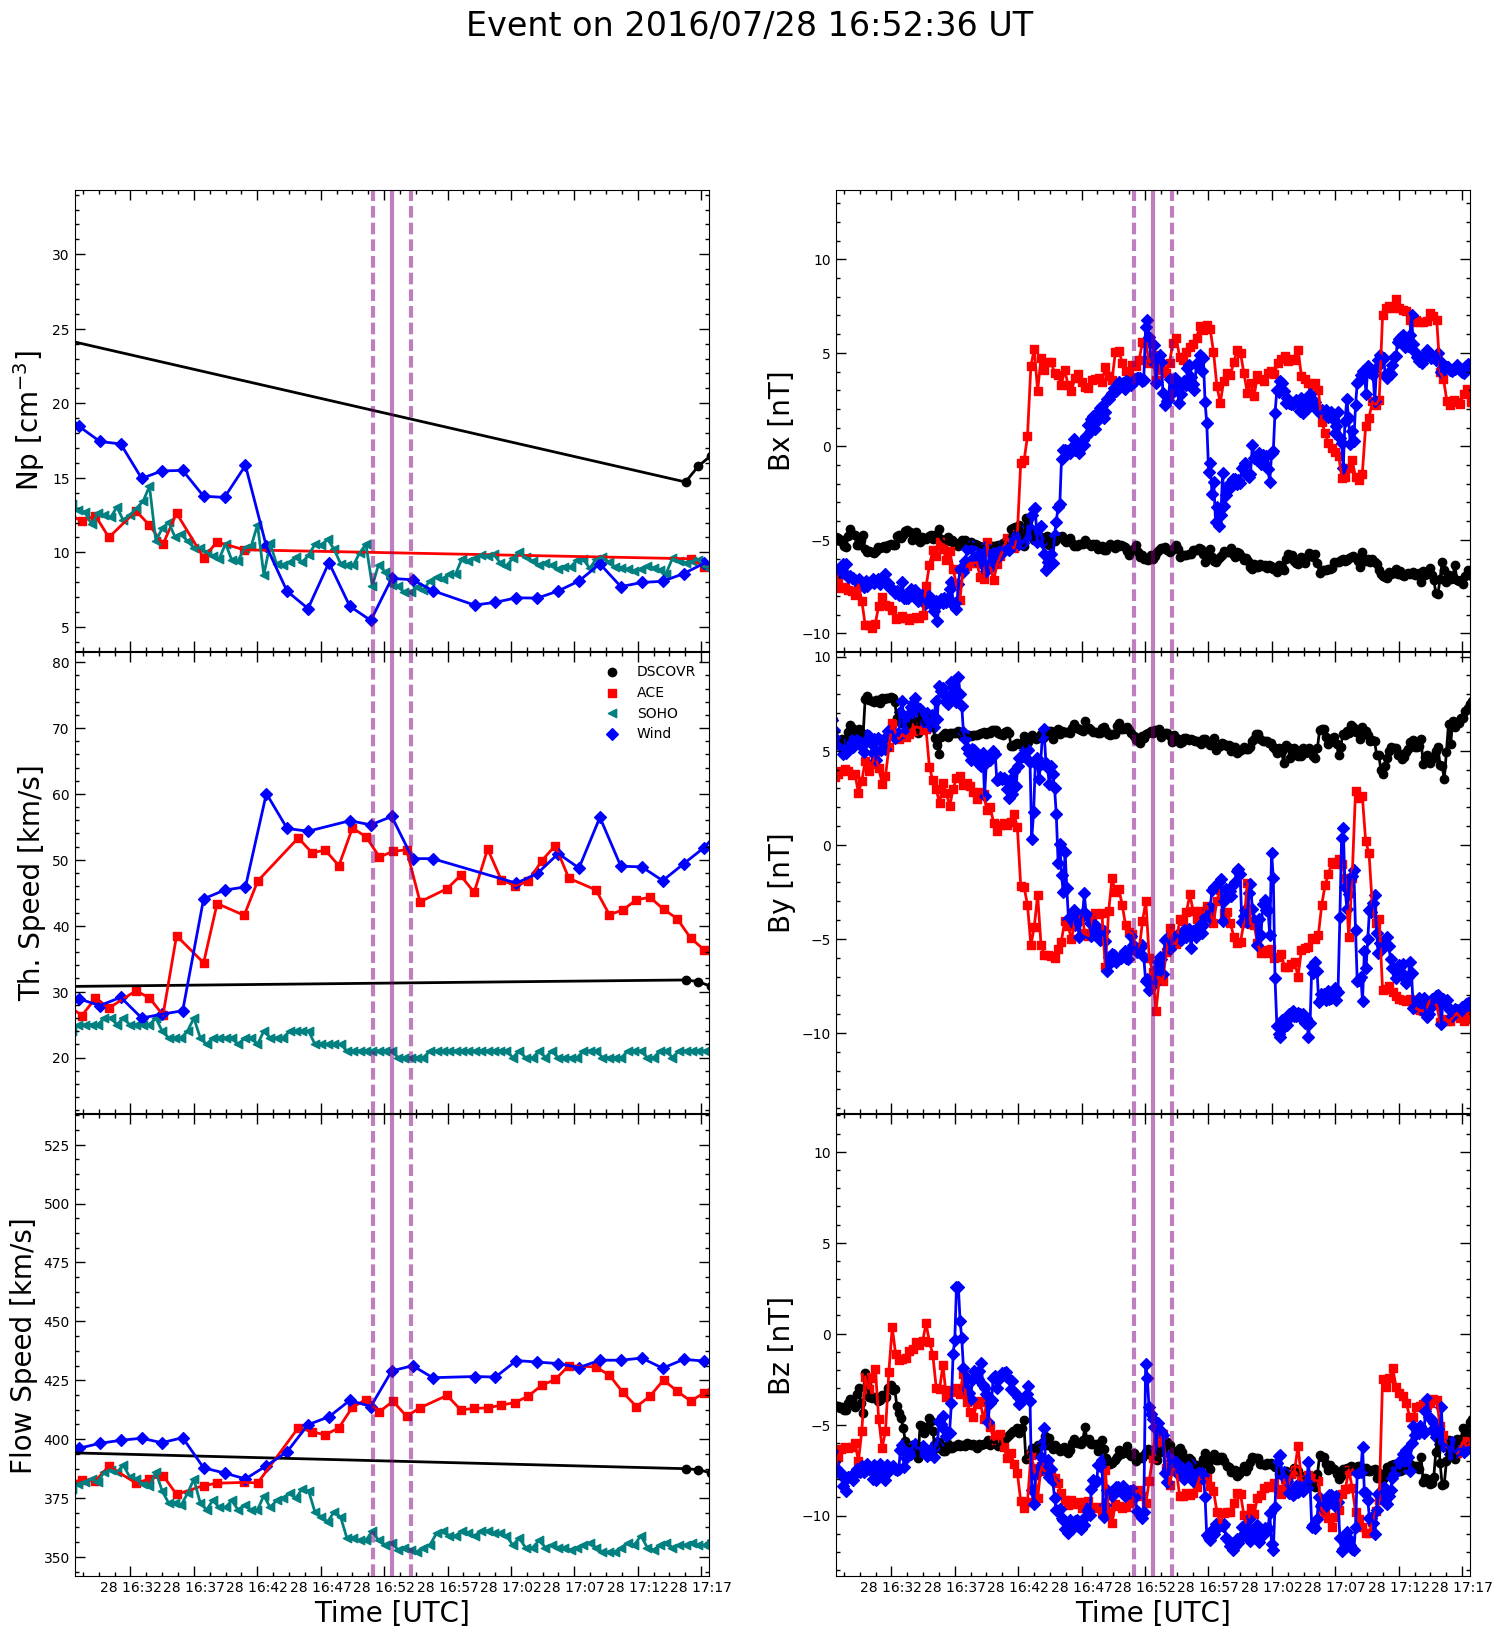 Event on 2016/07/28 16:52:36 UT
Np [cm⁻³]
30
25
20
15
10
5
Bx [nT]
10
5
0
−5
−10
Th. Speed [km/s]
80
70
60
50
40
30
20
DSCOVR
ACE
SOHO
Wind
By [nT]
10
5
0
−5
−10
Flow Speed [km/s]
525
500
475
450
425
400
375
350
28 16:32 28 16:37 28 16:42 28 16:47 28 16:52 28 16:57 28 17:02 28 17:07 28 17:12 28 17:17
Time [UTC]
Bz [nT]
10
5
0
−5
−10
28 16:32 28 16:37 28 16:42 28 16:47 28 16:52 28 16:57 28 17:02 28 17:07 28 17:12 28 17:17
Time [UTC]